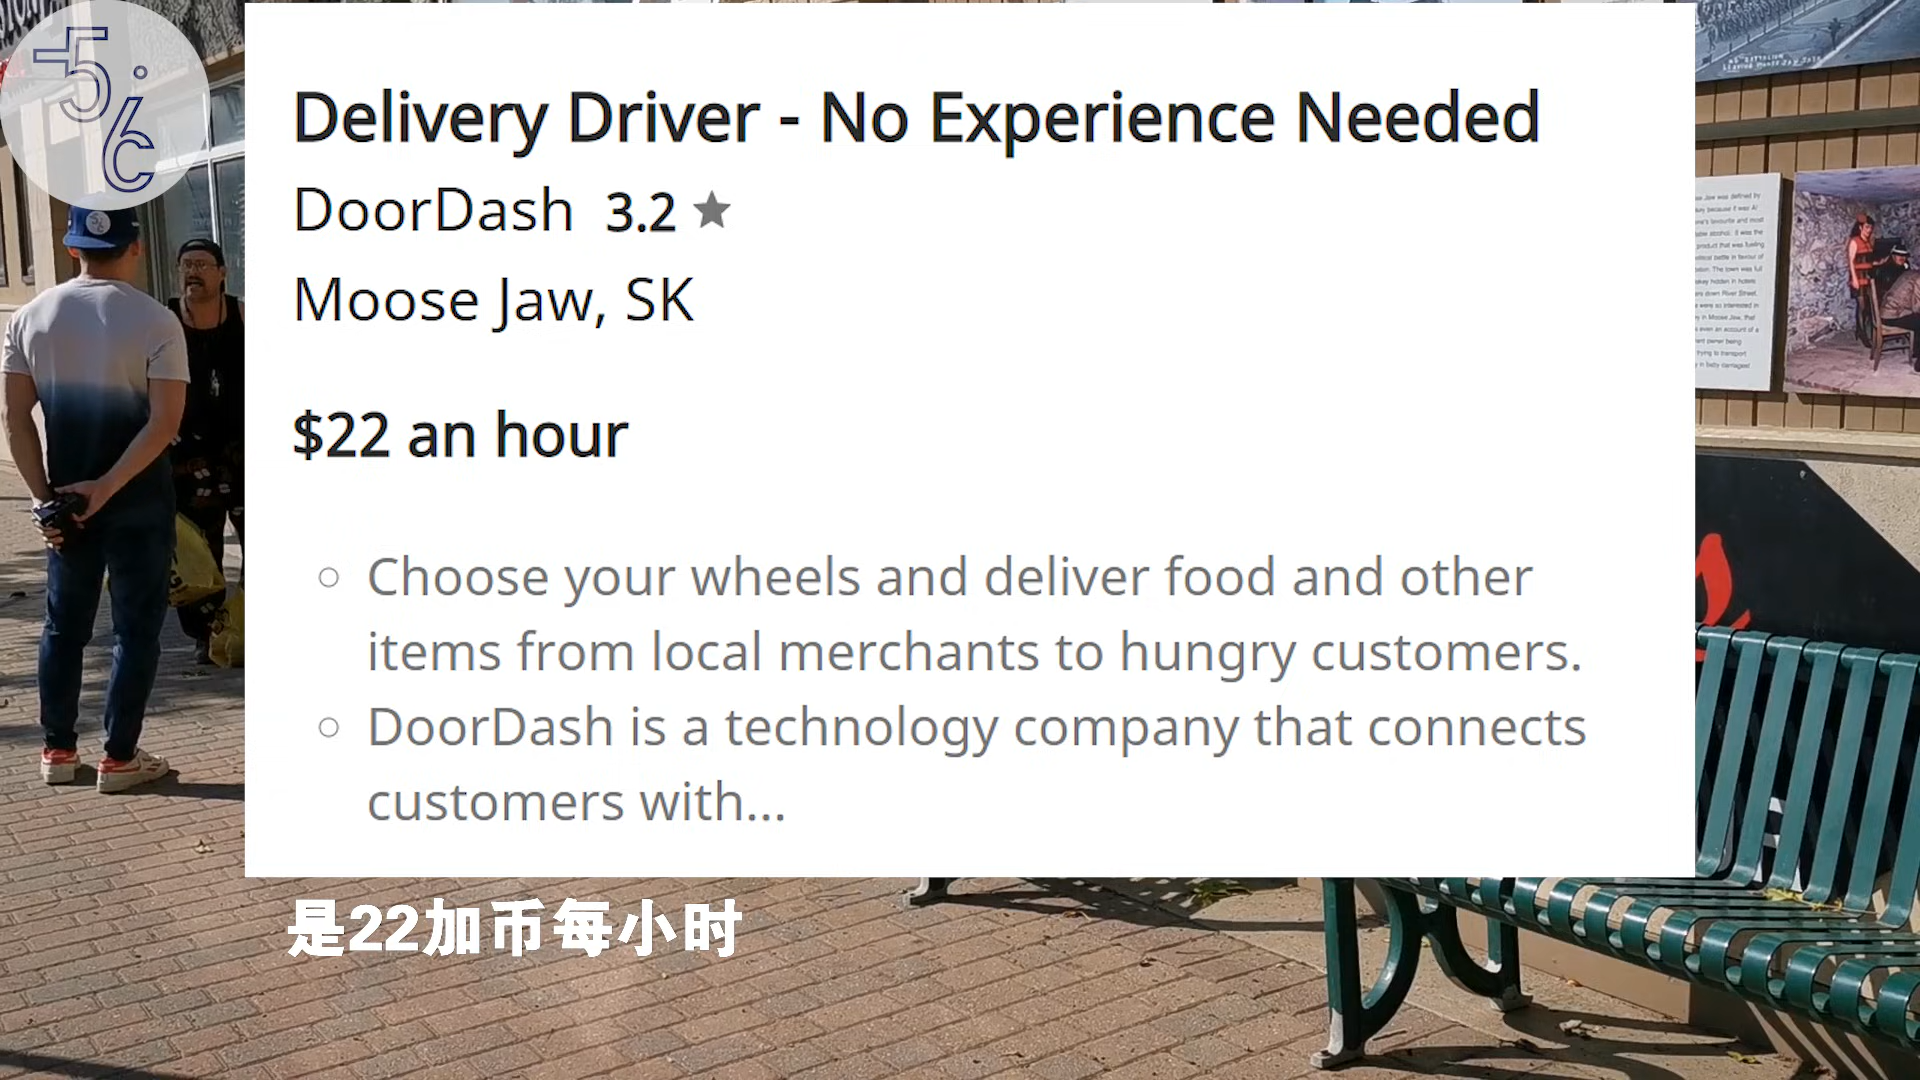 Delivery Driver - No Experience Needed
DoorDash 3.2 ★
Moose Jaw, SK
$22 an hour
Choose your wheels and deliver food and other
items from local merchants to hungry customers.
DoorDash is a technology company that connects
customers with...
是22加币每小时